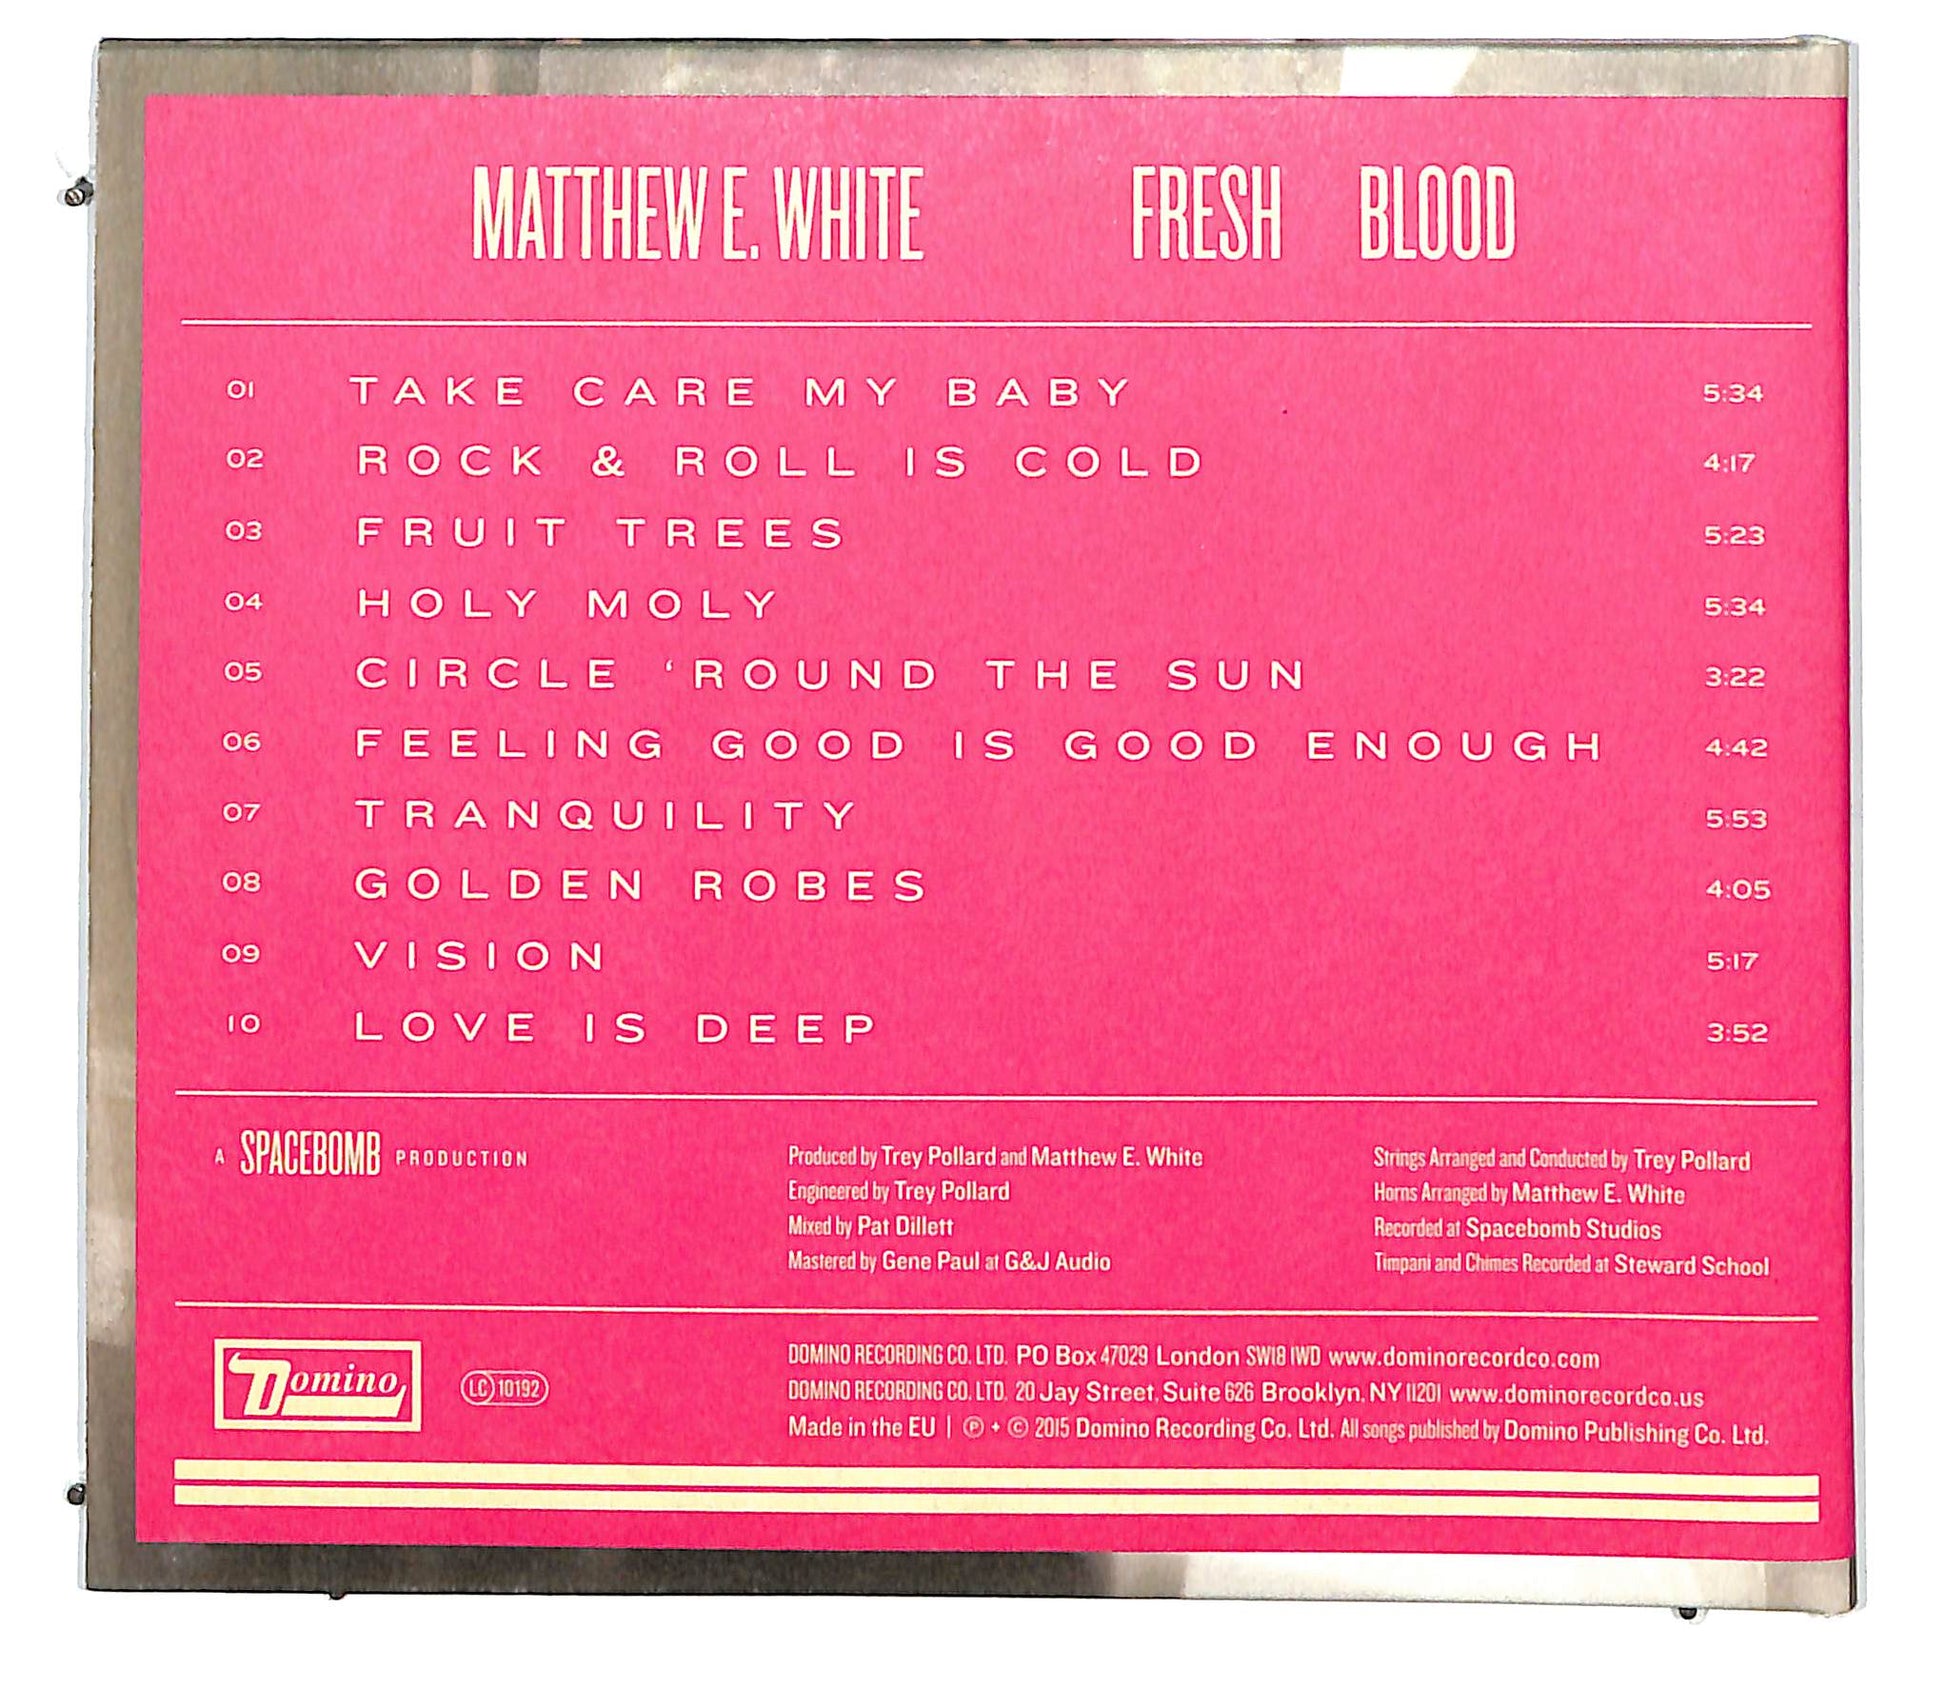 MATTHEW E. WHITE FRESH BLOOD
01 TAKE CARE MY BABY 5:34
02 ROCK & ROLL IS COLD 4:17
03 FRUIT TREES 5:23
04 HOLY MOLY 5:34
05 CIRCLE ‘ROUND THE SUN 3:22
06 FEELING GOOD IS GOOD ENOUGH 4:42
07 TRANQUILITY 5:53
08 GOLDEN ROBES 4:05
09 VISION 5:17
10 LOVE IS DEEP 3:52
A SPACEBOMB PRODUCTION
Produced by Trey Pollard and Matthew E. White
Engineered by Trey Pollard
Mixed by Pat Dillett
Mastered by Gene Paul at G&J Audio
Strings Arranged and Conducted by Trey Pollard
Horns Arranged by Matthew E. White
Recorded at Spacebomb Studios
Timpani and Chimes Recorded at Steward School
Domino
LC 10192
DOMINO RECORDING CO. LTD. PO Box 47029 London SW18 1WD www.dominorecordco.com
DOMINO RECORDING CO. LTD. 20 Jay Street, Suite 626 Brooklyn, NY 11201 www.dominorecordco.us
Made in the EU | ℗ + © 2015 Domino Recording Co. Ltd. All songs published by Domino Publishing Co. Ltd.